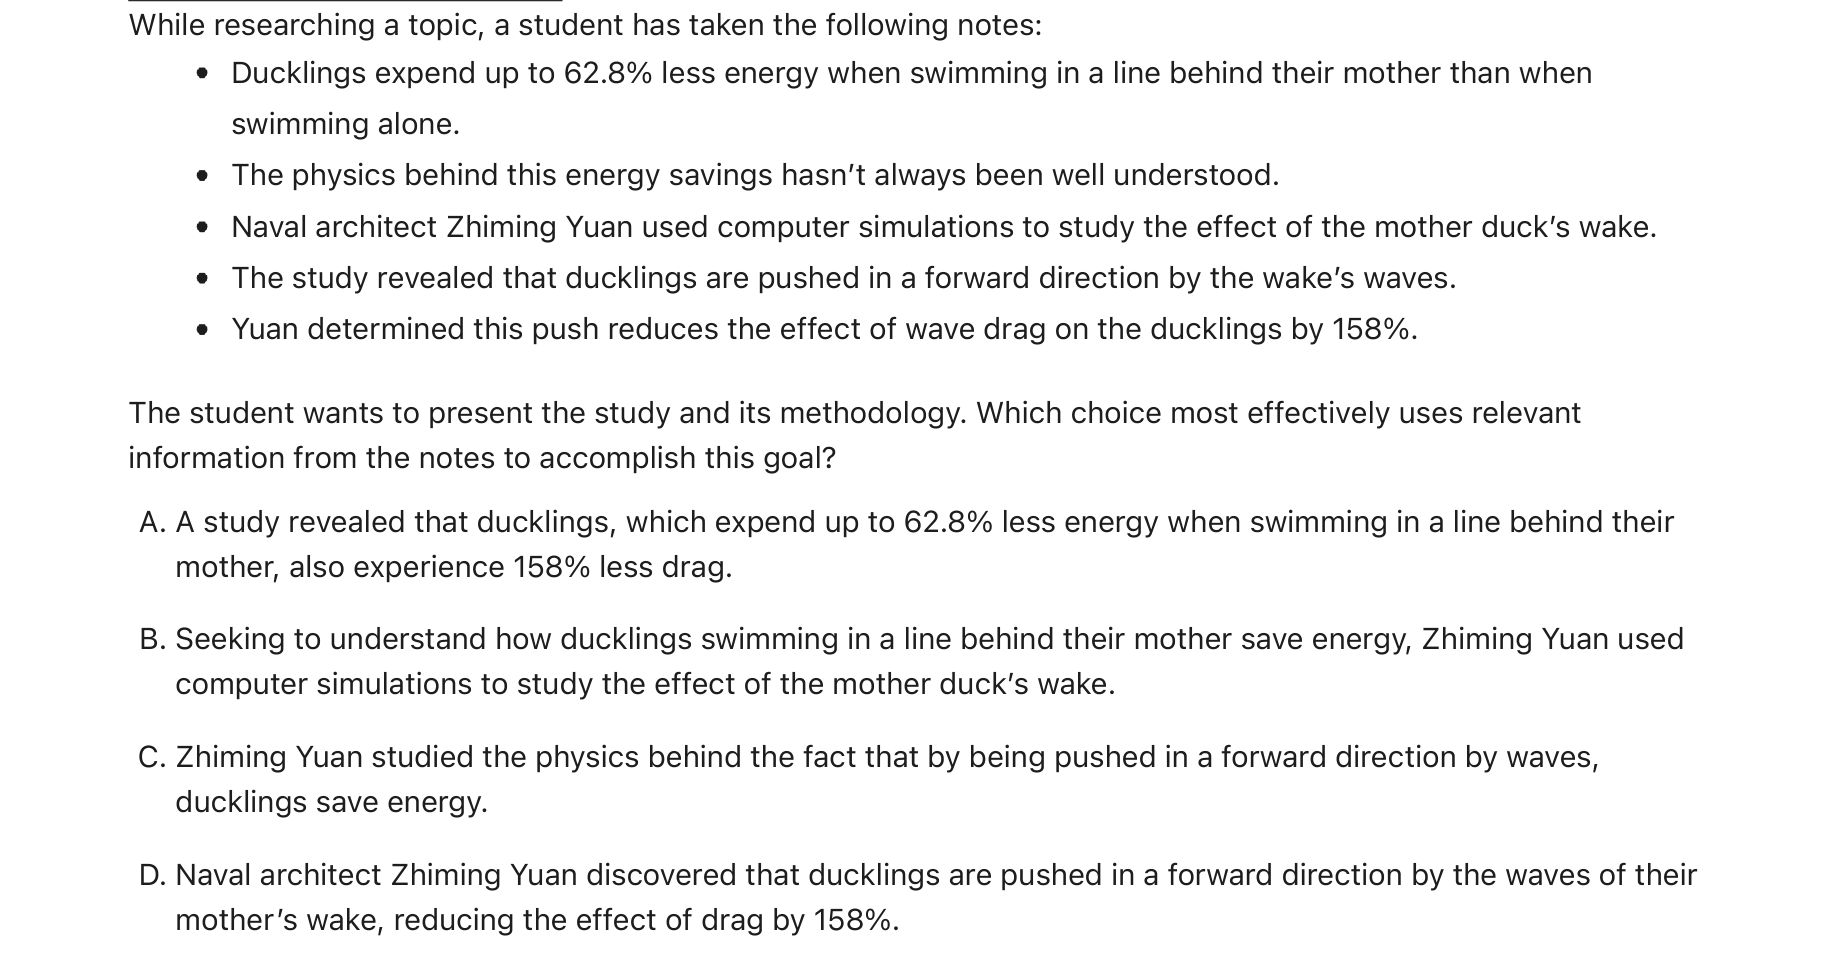 While researching a topic, a student has taken the following notes:
• Ducklings expend up to 62.8% less energy when swimming in a line behind their mother than when
swimming alone.
• The physics behind this energy savings hasn’t always been well understood.
• Naval architect Zhiming Yuan used computer simulations to study the effect of the mother duck’s wake.
• The study revealed that ducklings are pushed in a forward direction by the wake’s waves.
• Yuan determined this push reduces the effect of wave drag on the ducklings by 158%.
The student wants to present the study and its methodology. Which choice most effectively uses relevant
information from the notes to accomplish this goal?
A. A study revealed that ducklings, which expend up to 62.8% less energy when swimming in a line behind their
mother, also experience 158% less drag.
B. Seeking to understand how ducklings swimming in a line behind their mother save energy, Zhiming Yuan used
computer simulations to study the effect of the mother duck’s wake.
C. Zhiming Yuan studied the physics behind the fact that by being pushed in a forward direction by waves,
ducklings save energy.
D. Naval architect Zhiming Yuan discovered that ducklings are pushed in a forward direction by the waves of their
mother’s wake, reducing the effect of drag by 158%.